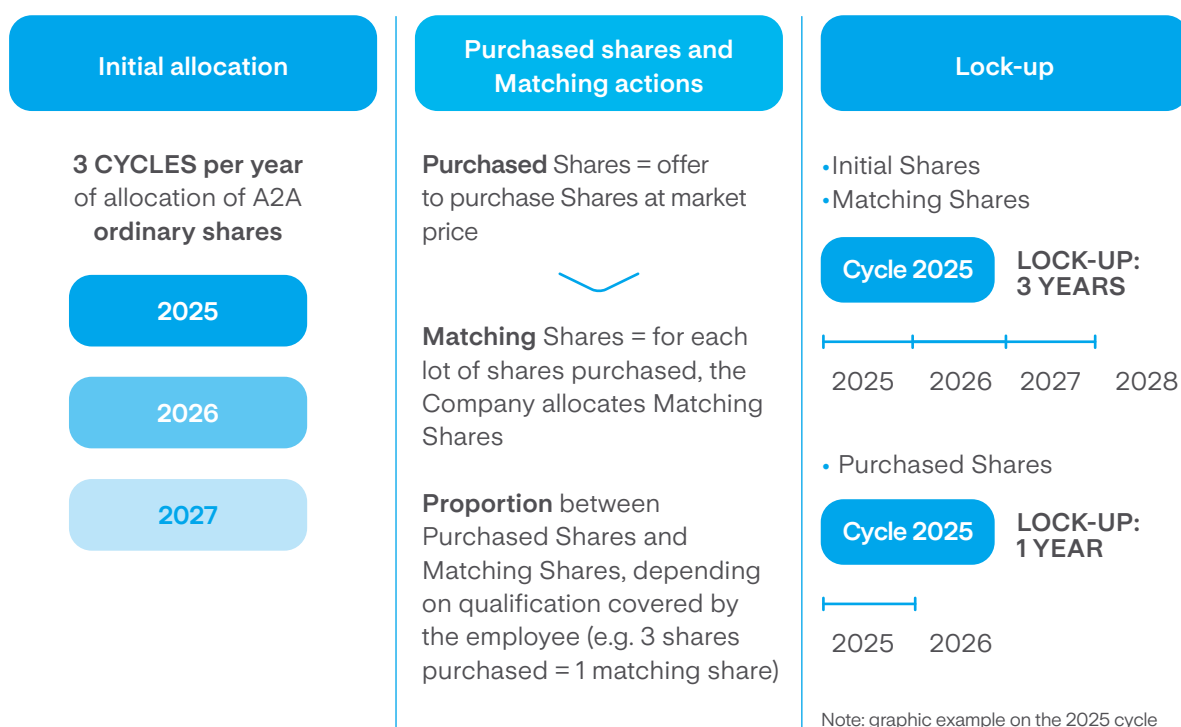 Initial allocation
3 CYCLES per year
of allocation of A2A
ordinary shares
2025
2026
2027
Purchased shares and
Matching actions
Purchased Shares = offer
to purchase Shares at market
price
Matching Shares = for each
lot of shares purchased, the
Company allocates Matching
Shares
Proportion between
Purchased Shares and
Matching Shares, depending
on qualification covered by
the employee (e.g. 3 shares
purchased = 1 matching share)
Lock-up
•Initial Shares
•Matching Shares
Cycle 2025
LOCK-UP:
3 YEARS
2025 2026 2027 2028
• Purchased Shares
Cycle 2025
LOCK-UP:
1 YEAR
2025 2026
Note: graphic example on the 2025 cycle